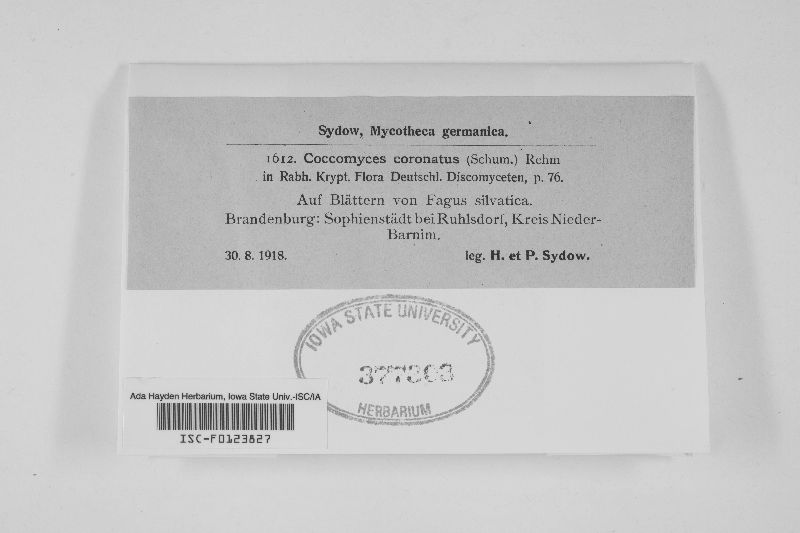 Sydow, Mycotheca germanica.
1612. Coccomyces coronatus (Schum.) Rehm
in Rabh. Krypt. Flora Deutschl. Discomyceten, p. 76.
Auf Blättern von Fagus silvatica.
Brandenburg: Sophienstädt bei Ruhlsdorf, Kreis Nieder-
Barnim.
30. 8. 1918. leg. H. et P. Sydow.
IOWA STATE UNIVERSITY
HERBARIUM
Ada Hayden Herbarium, Iowa State Univ.-ISC/IA
ISC-F0123827